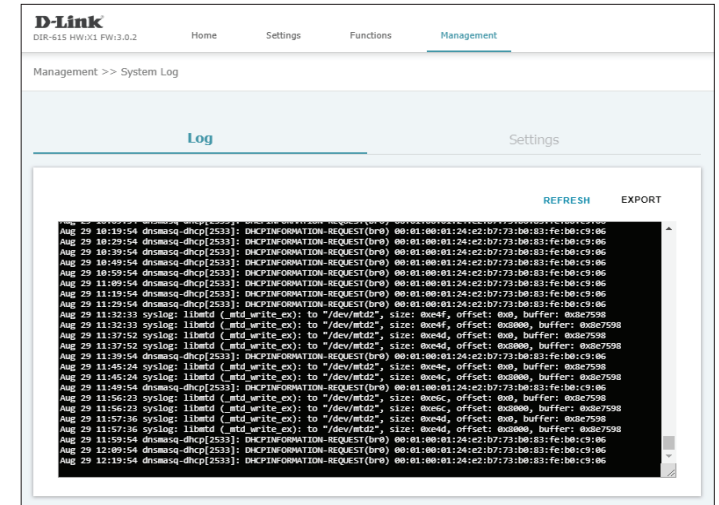 D-Link
DIR-615 HW:X1 FW:3.0.2
Home Settings Functions Management
Management >> System Log
Log Settings
REFRESH EXPORT
Aug 29 10:19:54 dnsmasq-dhcp[2533]: DHCPINFORMATION-REQUEST(br0) 00:01:00:01:24:e2:b7:73:b0:83:fe:b0:c9:06
Aug 29 10:29:54 dnsmasq-dhcp[2533]: DHCPINFORMATION-REQUEST(br0) 00:01:00:01:24:e2:b7:73:b0:83:fe:b0:c9:06
Aug 29 10:39:54 dnsmasq-dhcp[2533]: DHCPINFORMATION-REQUEST(br0) 00:01:00:01:24:e2:b7:73:b0:83:fe:b0:c9:06
Aug 29 10:49:54 dnsmasq-dhcp[2533]: DHCPINFORMATION-REQUEST(br0) 00:01:00:01:24:e2:b7:73:b0:83:fe:b0:c9:06
Aug 29 10:59:54 dnsmasq-dhcp[2533]: DHCPINFORMATION-REQUEST(br0) 00:01:00:01:24:e2:b7:73:b0:83:fe:b0:c9:06
Aug 29 11:09:54 dnsmasq-dhcp[2533]: DHCPINFORMATION-REQUEST(br0) 00:01:00:01:24:e2:b7:73:b0:83:fe:b0:c9:06
Aug 29 11:19:54 dnsmasq-dhcp[2533]: DHCPINFORMATION-REQUEST(br0) 00:01:00:01:24:e2:b7:73:b0:83:fe:b0:c9:06
Aug 29 11:29:54 dnsmasq-dhcp[2533]: DHCPINFORMATION-REQUEST(br0) 00:01:00:01:24:e2:b7:73:b0:83:fe:b0:c9:06
Aug 29 11:32:33 syslog: libmtd (_mtd_write_ex): to "/dev/mtd2", size: 0xe4f, offset: 0x0, buffer: 0x8e7598
Aug 29 11:32:33 syslog: libmtd (_mtd_write_ex): to "/dev/mtd2", size: 0xe4f, offset: 0x8000, buffer: 0x8e7598
Aug 29 11:37:52 syslog: libmtd (_mtd_write_ex): to "/dev/mtd2", size: 0xe4d, offset: 0x0, buffer: 0x8e7598
Aug 29 11:37:52 syslog: libmtd (_mtd_write_ex): to "/dev/mtd2", size: 0xe4d, offset: 0x8000, buffer: 0x8e7598
Aug 29 11:39:54 dnsmasq-dhcp[2533]: DHCPINFORMATION-REQUEST(br0) 00:01:00:01:24:e2:b7:73:b0:83:fe:b0:c9:06
Aug 29 11:45:24 syslog: libmtd (_mtd_write_ex): to "/dev/mtd2", size: 0xe4e, offset: 0x0, buffer: 0x8e7598
Aug 29 11:45:24 syslog: libmtd (_mtd_write_ex): to "/dev/mtd2", size: 0xe4c, offset: 0x8000, buffer: 0x8e7598
Aug 29 11:49:54 dnsmasq-dhcp[2533]: DHCPINFORMATION-REQUEST(br0) 00:01:00:01:24:e2:b7:73:b0:83:fe:b0:c9:06
Aug 29 11:56:23 syslog: libmtd (_mtd_write_ex): to "/dev/mtd2", size: 0xe6c, offset: 0x0, buffer: 0x8e7598
Aug 29 11:56:23 syslog: libmtd (_mtd_write_ex): to "/dev/mtd2", size: 0xe6c, offset: 0x8000, buffer: 0x8e7598
Aug 29 11:57:36 syslog: libmtd (_mtd_write_ex): to "/dev/mtd2", size: 0xe4d, offset: 0x0, buffer: 0x8e7598
Aug 29 11:57:36 syslog: libmtd (_mtd_write_ex): to "/dev/mtd2", size: 0xe4d, offset: 0x8000, buffer: 0x8e7598
Aug 29 11:59:54 dnsmasq-dhcp[2533]: DHCPINFORMATION-REQUEST(br0) 00:01:00:01:24:e2:b7:73:b0:83:fe:b0:c9:06
Aug 29 12:09:54 dnsmasq-dhcp[2533]: DHCPINFORMATION-REQUEST(br0) 00:01:00:01:24:e2:b7:73:b0:83:fe:b0:c9:06
Aug 29 12:19:54 dnsmasq-dhcp[2533]: DHCPINFORMATION-REQUEST(br0) 00:01:00:01:24:e2:b7:73:b0:83:fe:b0:c9:06